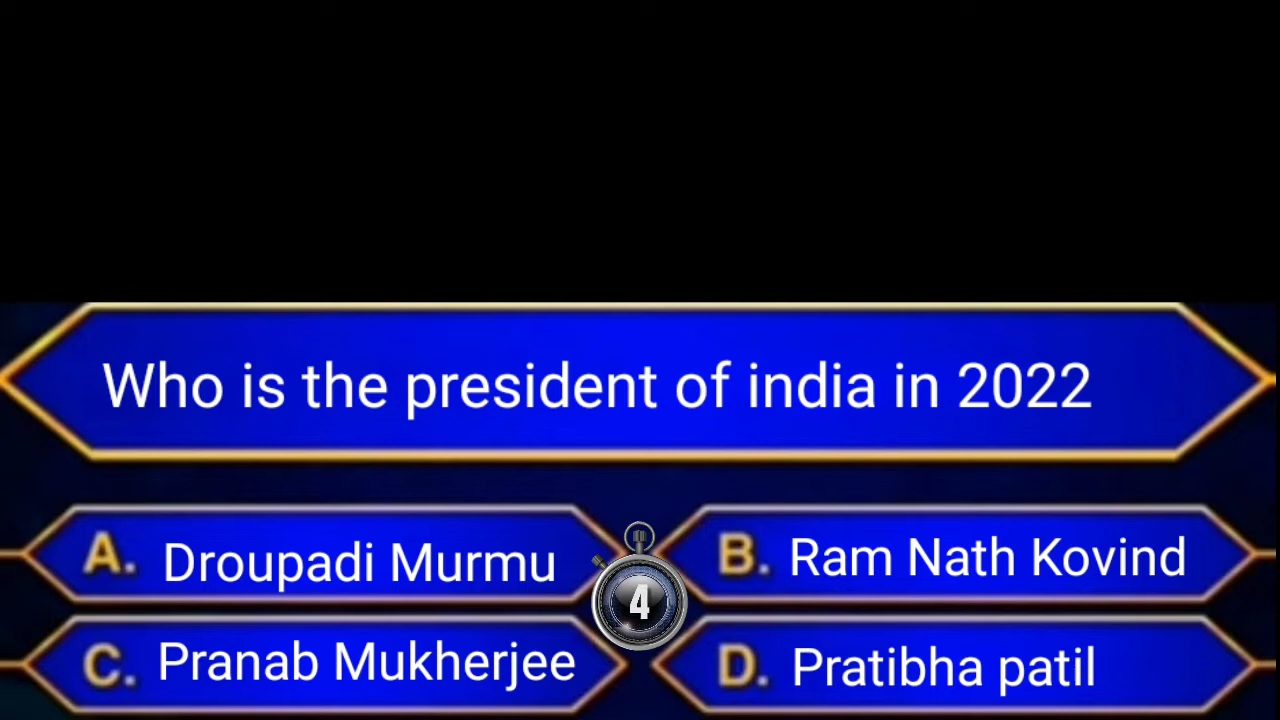 Who is the president of india in 2022
A. Droupadi Murmu
B. Ram Nath Kovind
4
C. Pranab Mukherjee
D. Pratibha patil